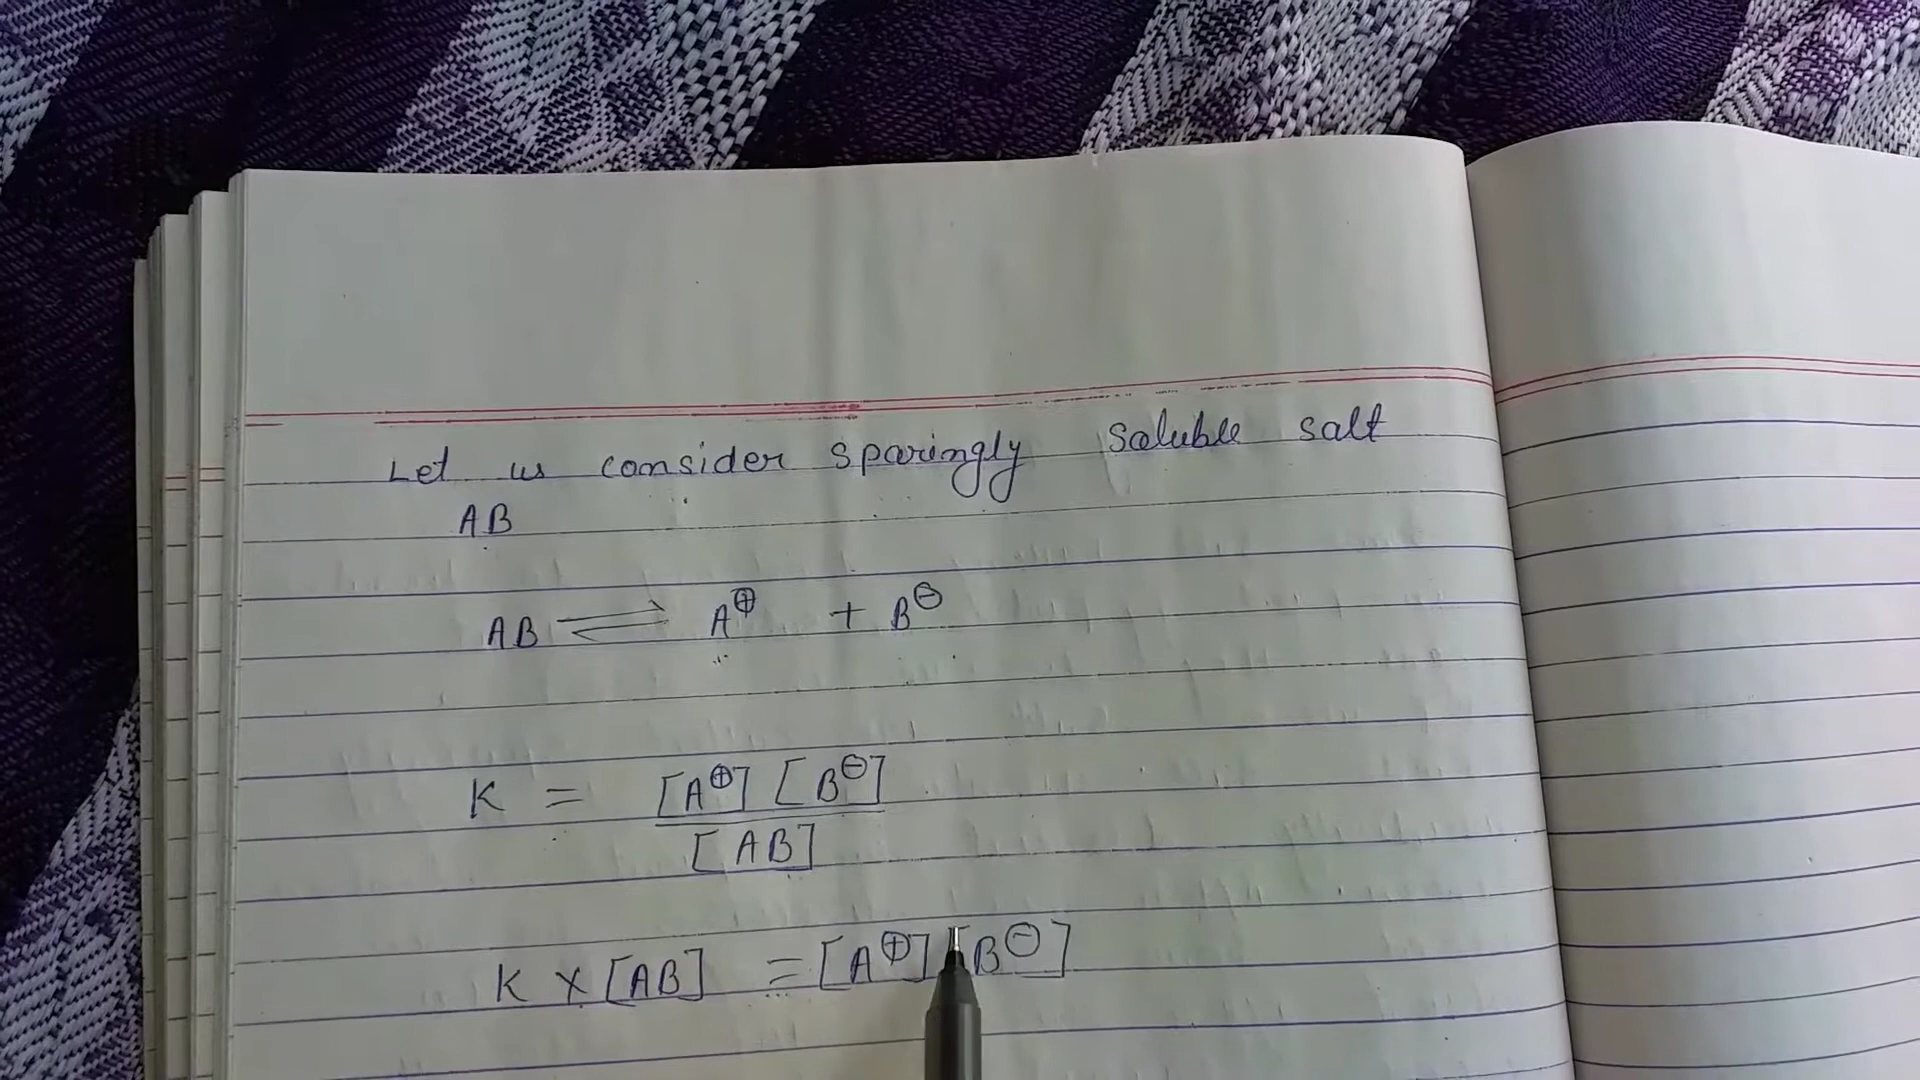 Let us consider sparingly soluble salt
AB
AB ⇌ A⊕ + B⊖
K = [A⊕] [B⊖]
[AB]
K × [AB] = [A⊕] [B⊖]